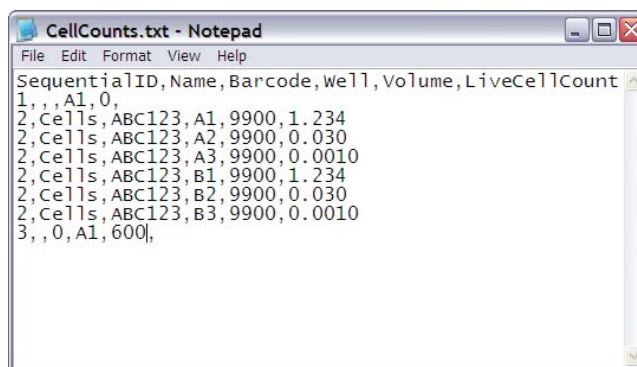 CellCounts.txt - Notepad
File Edit Format View Help
SequentialID,Name,Barcode,Well,Volume,LiveCellCount
1,,,A1,0,
2,Cells,ABC123,A1,9900,1.234
2,Cells,ABC123,A2,9900,0.030
2,Cells,ABC123,A3,9900,0.0010
2,Cells,ABC123,B1,9900,1.234
2,Cells,ABC123,B2,9900,0.030
2,Cells,ABC123,B3,9900,0.0010
3,,0,A1,600,